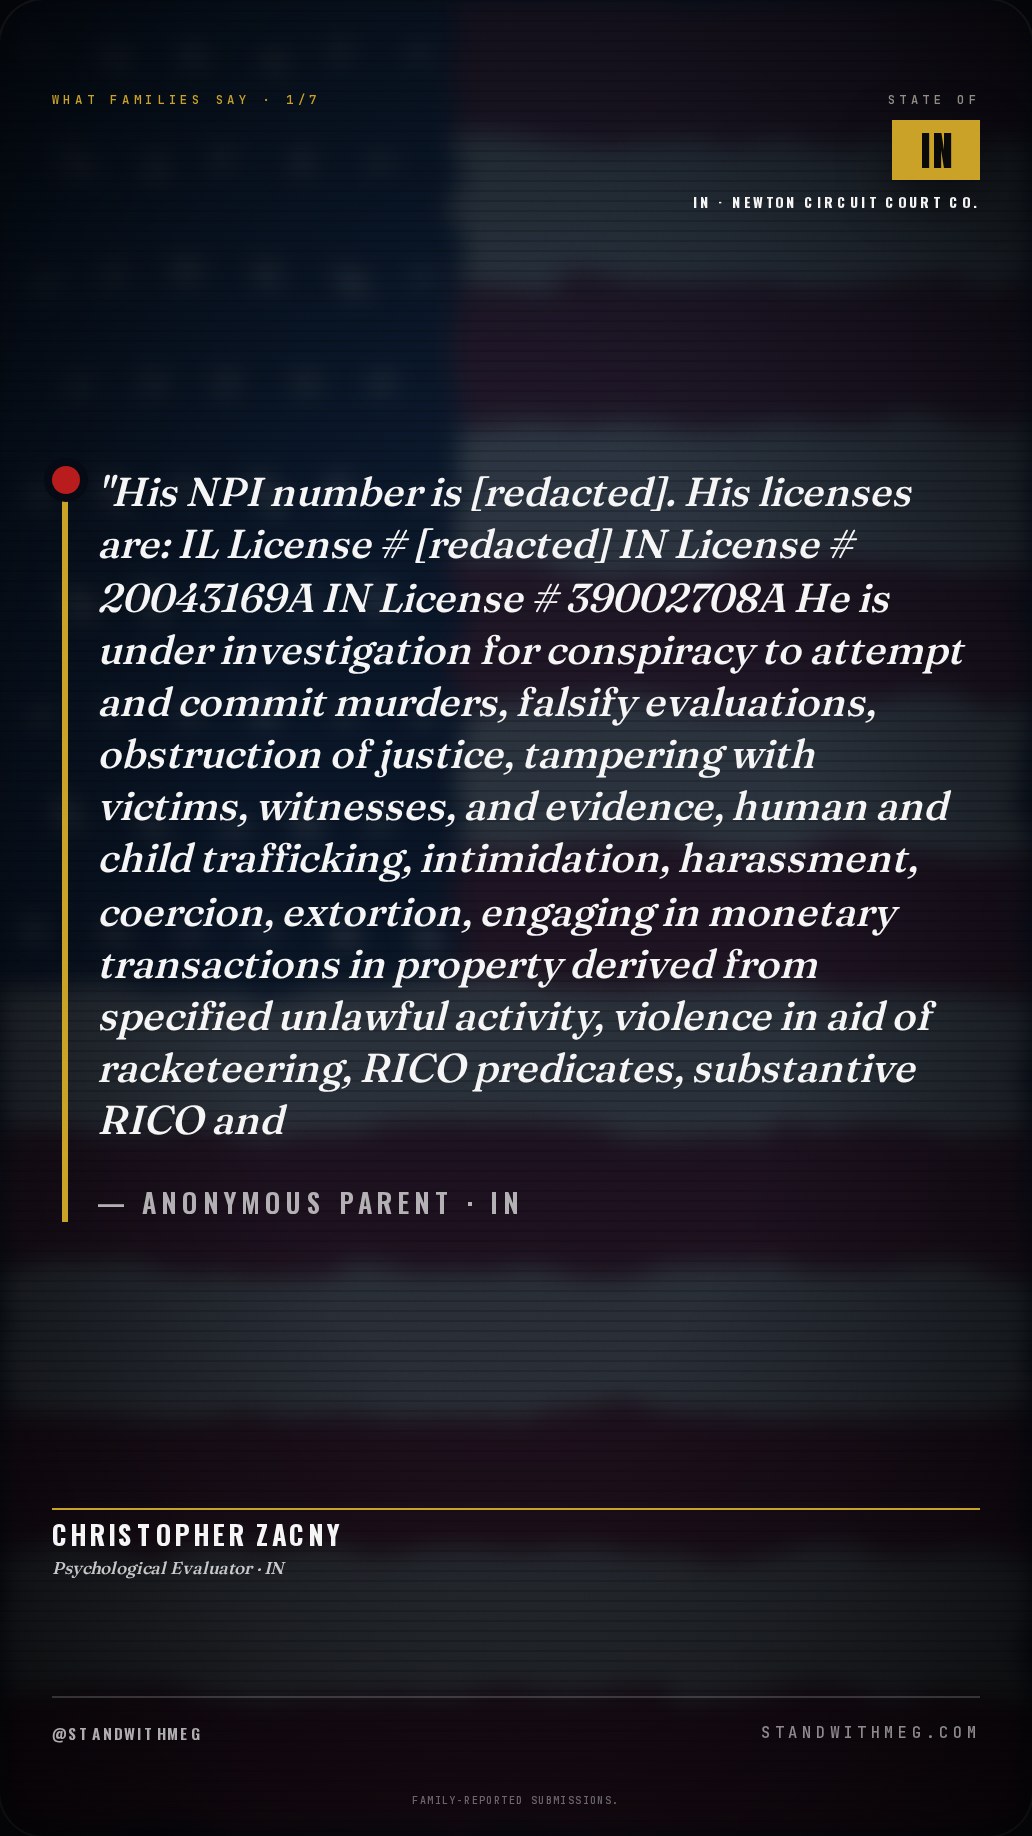 WHAT FAMILIES SAY · 1/7
STATE OF
IN
IN · NEWTON CIRCUIT COURT CO.
"His NPI number is [redacted]. His licenses
are: IL License # [redacted] IN License #
20043169A IN License # 39002708A He is
under investigation for conspiracy to attempt
and commit murders, falsify evaluations,
obstruction of justice, tampering with
victims, witnesses, and evidence, human and
child trafficking, intimidation, harassment,
coercion, extortion, engaging in monetary
transactions in property derived from
specified unlawful activity, violence in aid of
racketeering, RICO predicates, substantive
RICO and
— ANONYMOUS PARENT · IN
CHRISTOPHER ZACNY
Psychological Evaluator · IN
@STANDWITHMEG
STANDWITHMEG.COM
FAMILY-REPORTED SUBMISSIONS.